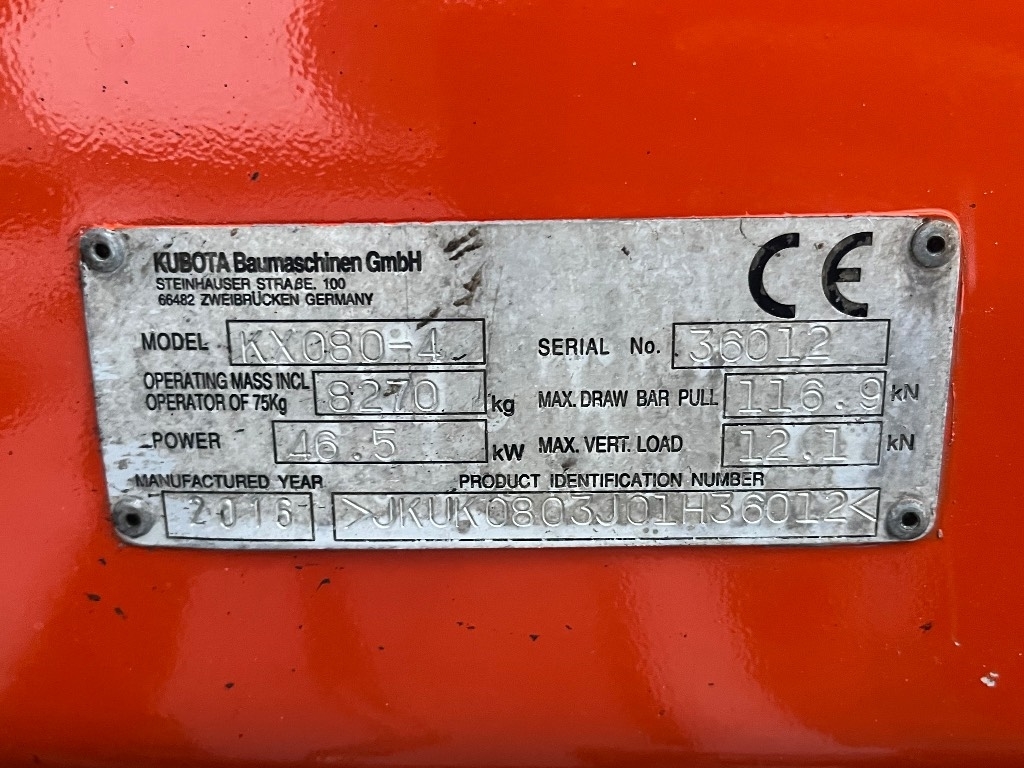 KUBOTA Baumaschinen GmbH
STEINHAUSER STRAßE. 100
66482 ZWEIBRÜCKEN GERMANY
CE
MODEL KX080-4
SERIAL No. 36012
OPERATING MASS INCL
OPERATOR OF 75Kg 8270 kg
MAX. DRAW BAR PULL 116.9 kN
POWER 46.5 kW
MAX. VERT. LOAD 12.1 kN
MANUFACTURED YEAR
2016
PRODUCT IDENTIFICATION NUMBER
>JKUK0803J01H36012<